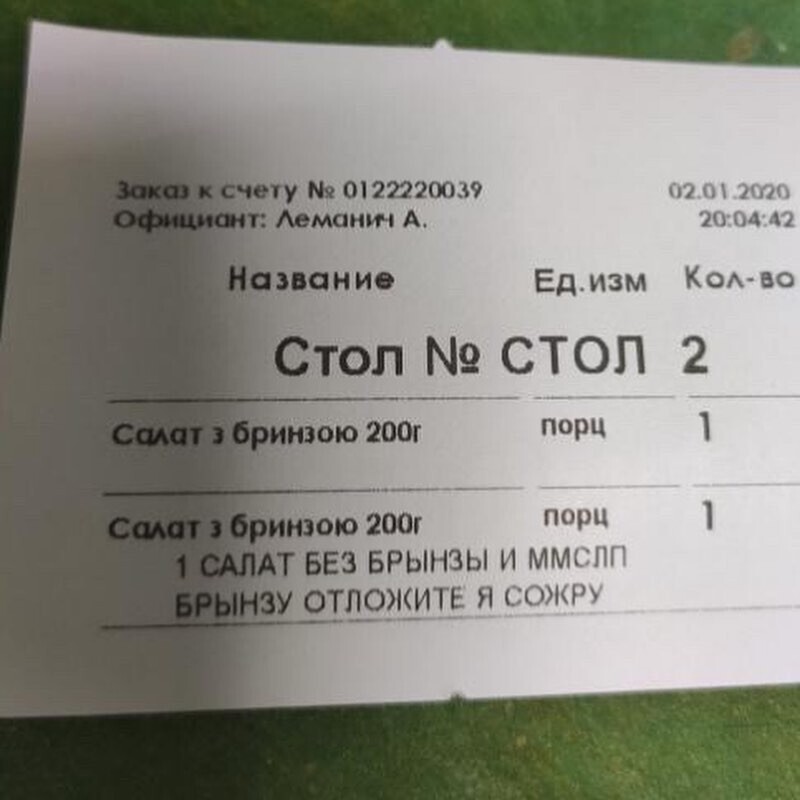 Заказ к счету № 0122220039 02.01.2020
Официант: Леманич А. 20:04:42
Название Ед.изм Кол-во
Стол № СТОЛ 2
Салат з бринзою 200г порц 1
Салат з бринзою 200г порц 1
1 САЛАТ БЕЗ БРЫНЗЫ И ММСЛП
БРЫНЗУ ОТЛОЖИТЕ Я СОЖРУ